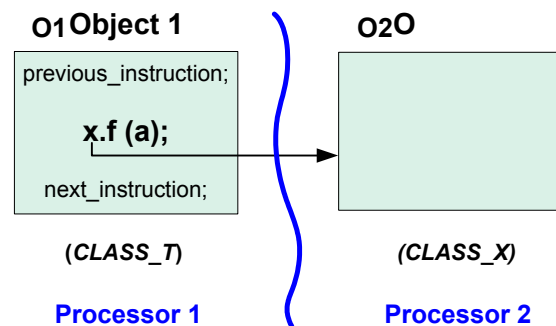 O1Object 1
O2O
previous_instruction;
x.f (a);
next_instruction;
(CLASS_T)
(CLASS_X)
Processor 1
Processor 2